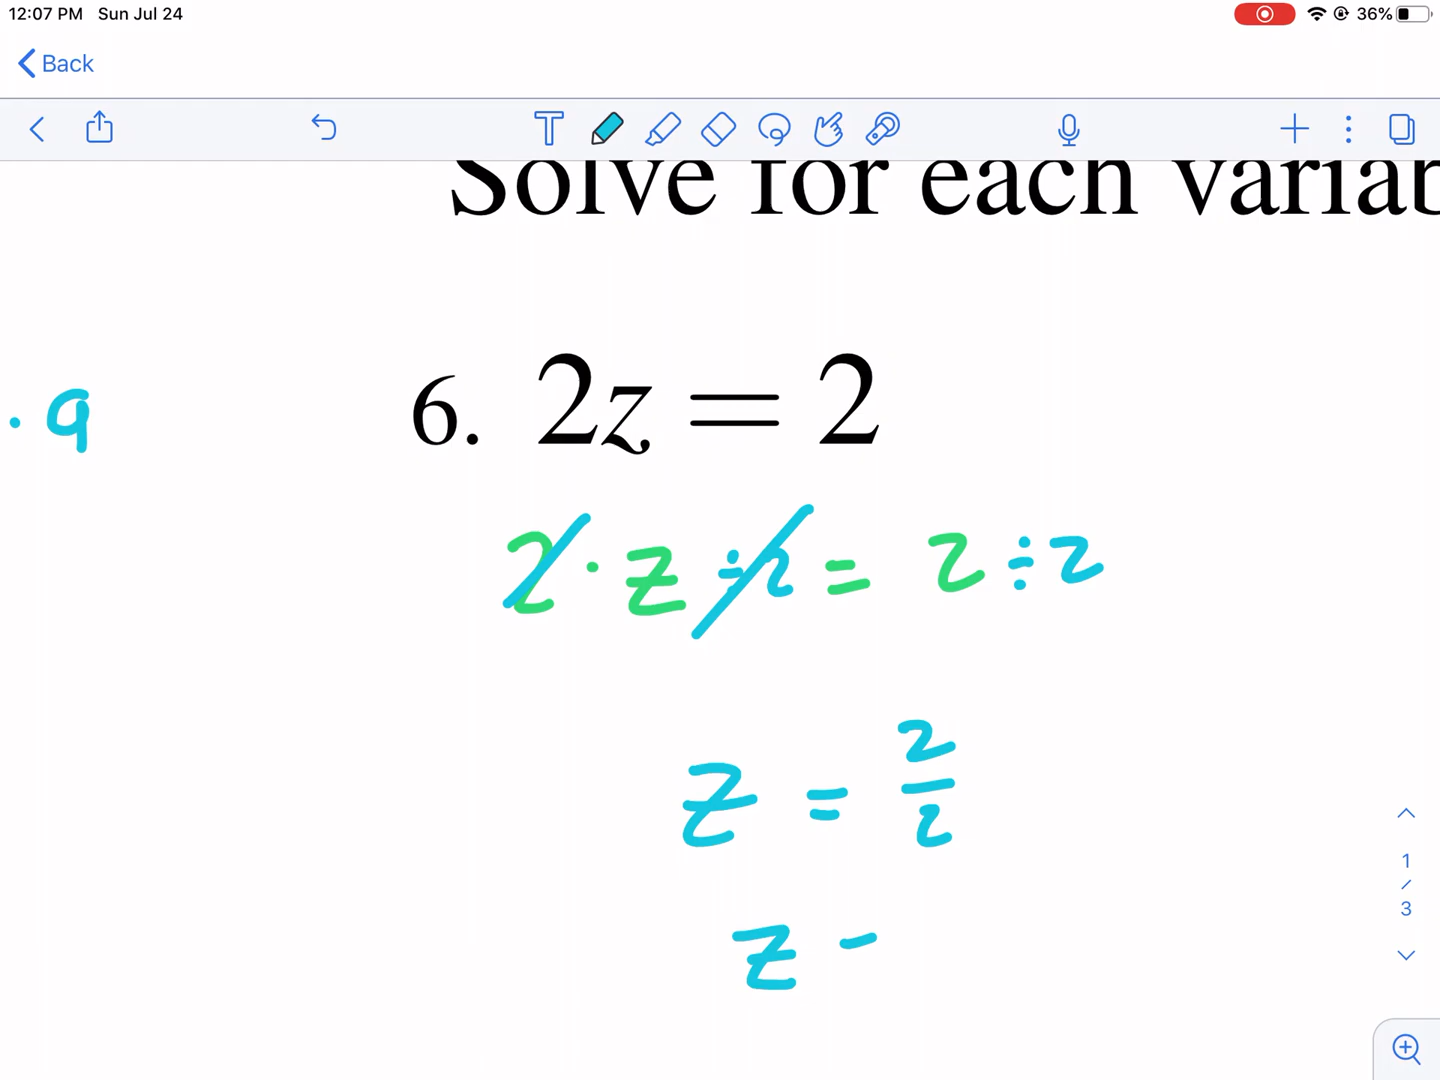 12:07 PM Sun Jul 24 36%
Back
Solve for each variab
. 9
6. 2z = 2
2 · z ÷ 2 = 2 ÷ 2
z = 2/2
z -
1
/
3